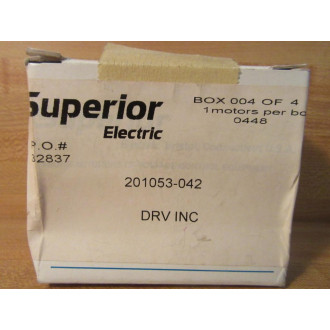 Superior
Electric
BOX 004 OF 4
1motors per bo
0448
P.O.#
32837
201053-042
DRV INC